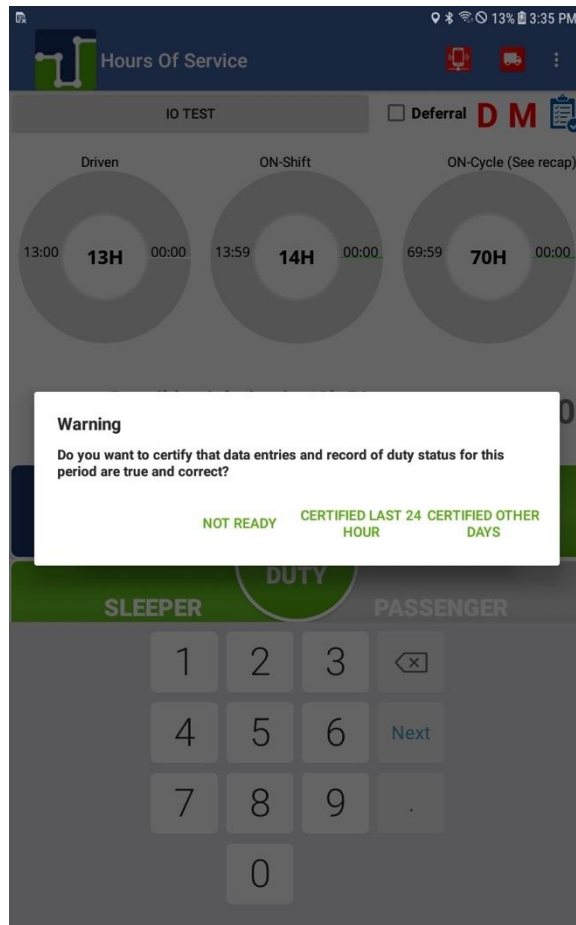 13% 3:35 PM
Hours Of Service
IO TEST
Deferral D M
Driven
ON-Shift
ON-Cycle (See recap)
13:00 13H 00:00
13:59 14H 00:00
69:59 70H 00:00
0
Warning
Do you want to certify that data entries and record of duty status for this
period are true and correct?
NOT READY
CERTIFIED LAST 24
HOUR
CERTIFIED OTHER
DAYS
DUTY
SLEEPER
PASSENGER
1 2 3
4 5 6 Next
7 8 9 .
0